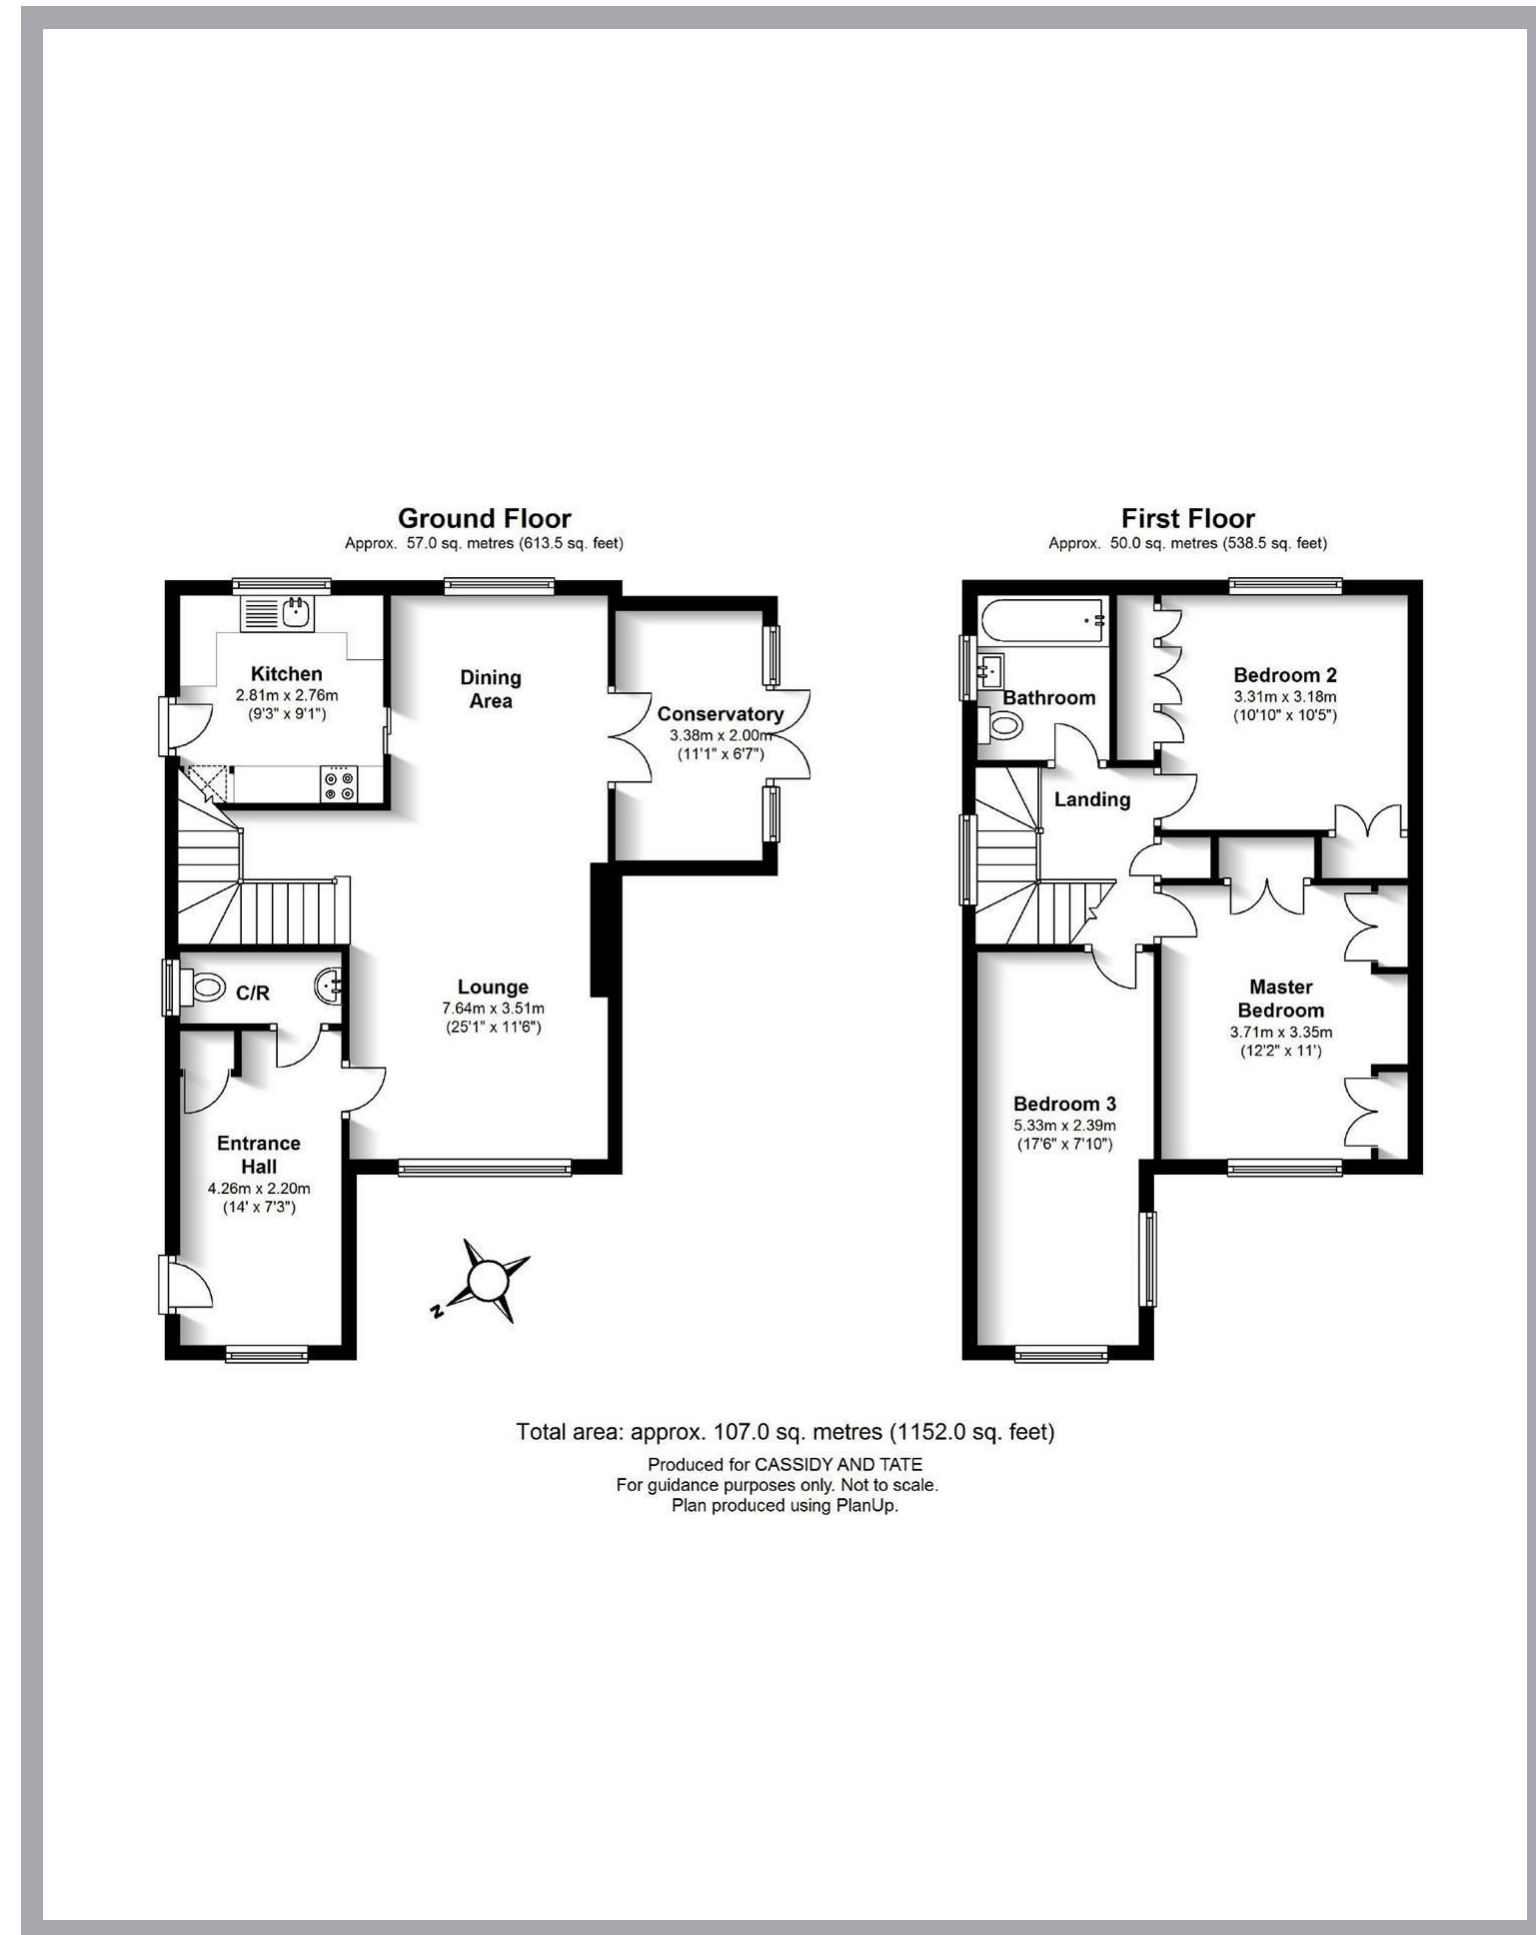 Ground Floor
Approx. 57.0 sq. metres (613.5 sq. feet)
Kitchen
2.81m x 2.76m
(9'3" x 9'1")
Dining
Area
Conservatory
3.38m x 2.00m
(11'1" x 6'7")
C/R
Lounge
7.64m x 3.51m
(25'1" x 11'6")
Entrance
Hall
4.26m x 2.20m
(14' x 7'3")
N
First Floor
Approx. 50.0 sq. metres (538.5 sq. feet)
Bathroom
Bedroom 2
3.31m x 3.18m
(10'10" x 10'5")
Landing
Master
Bedroom
3.71m x 3.35m
(12'2" x 11')
Bedroom 3
5.33m x 2.39m
(17'6" x 7'10")
Total area: approx. 107.0 sq. metres (1152.0 sq. feet)
Produced for CASSIDY AND TATE
For guidance purposes only. Not to scale.
Plan produced using PlanUp.